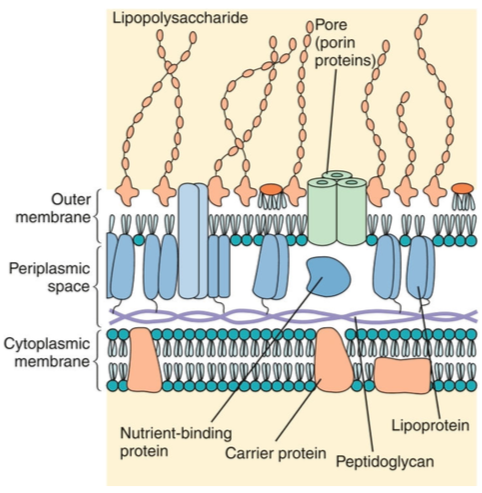 Lipopolysaccharide
Pore
(porin
proteins)
Outer
membrane
Periplasmic
space
Cytoplasmic
membrane
Lipoprotein
Nutrient-binding
protein
Carrier protein
Peptidoglycan